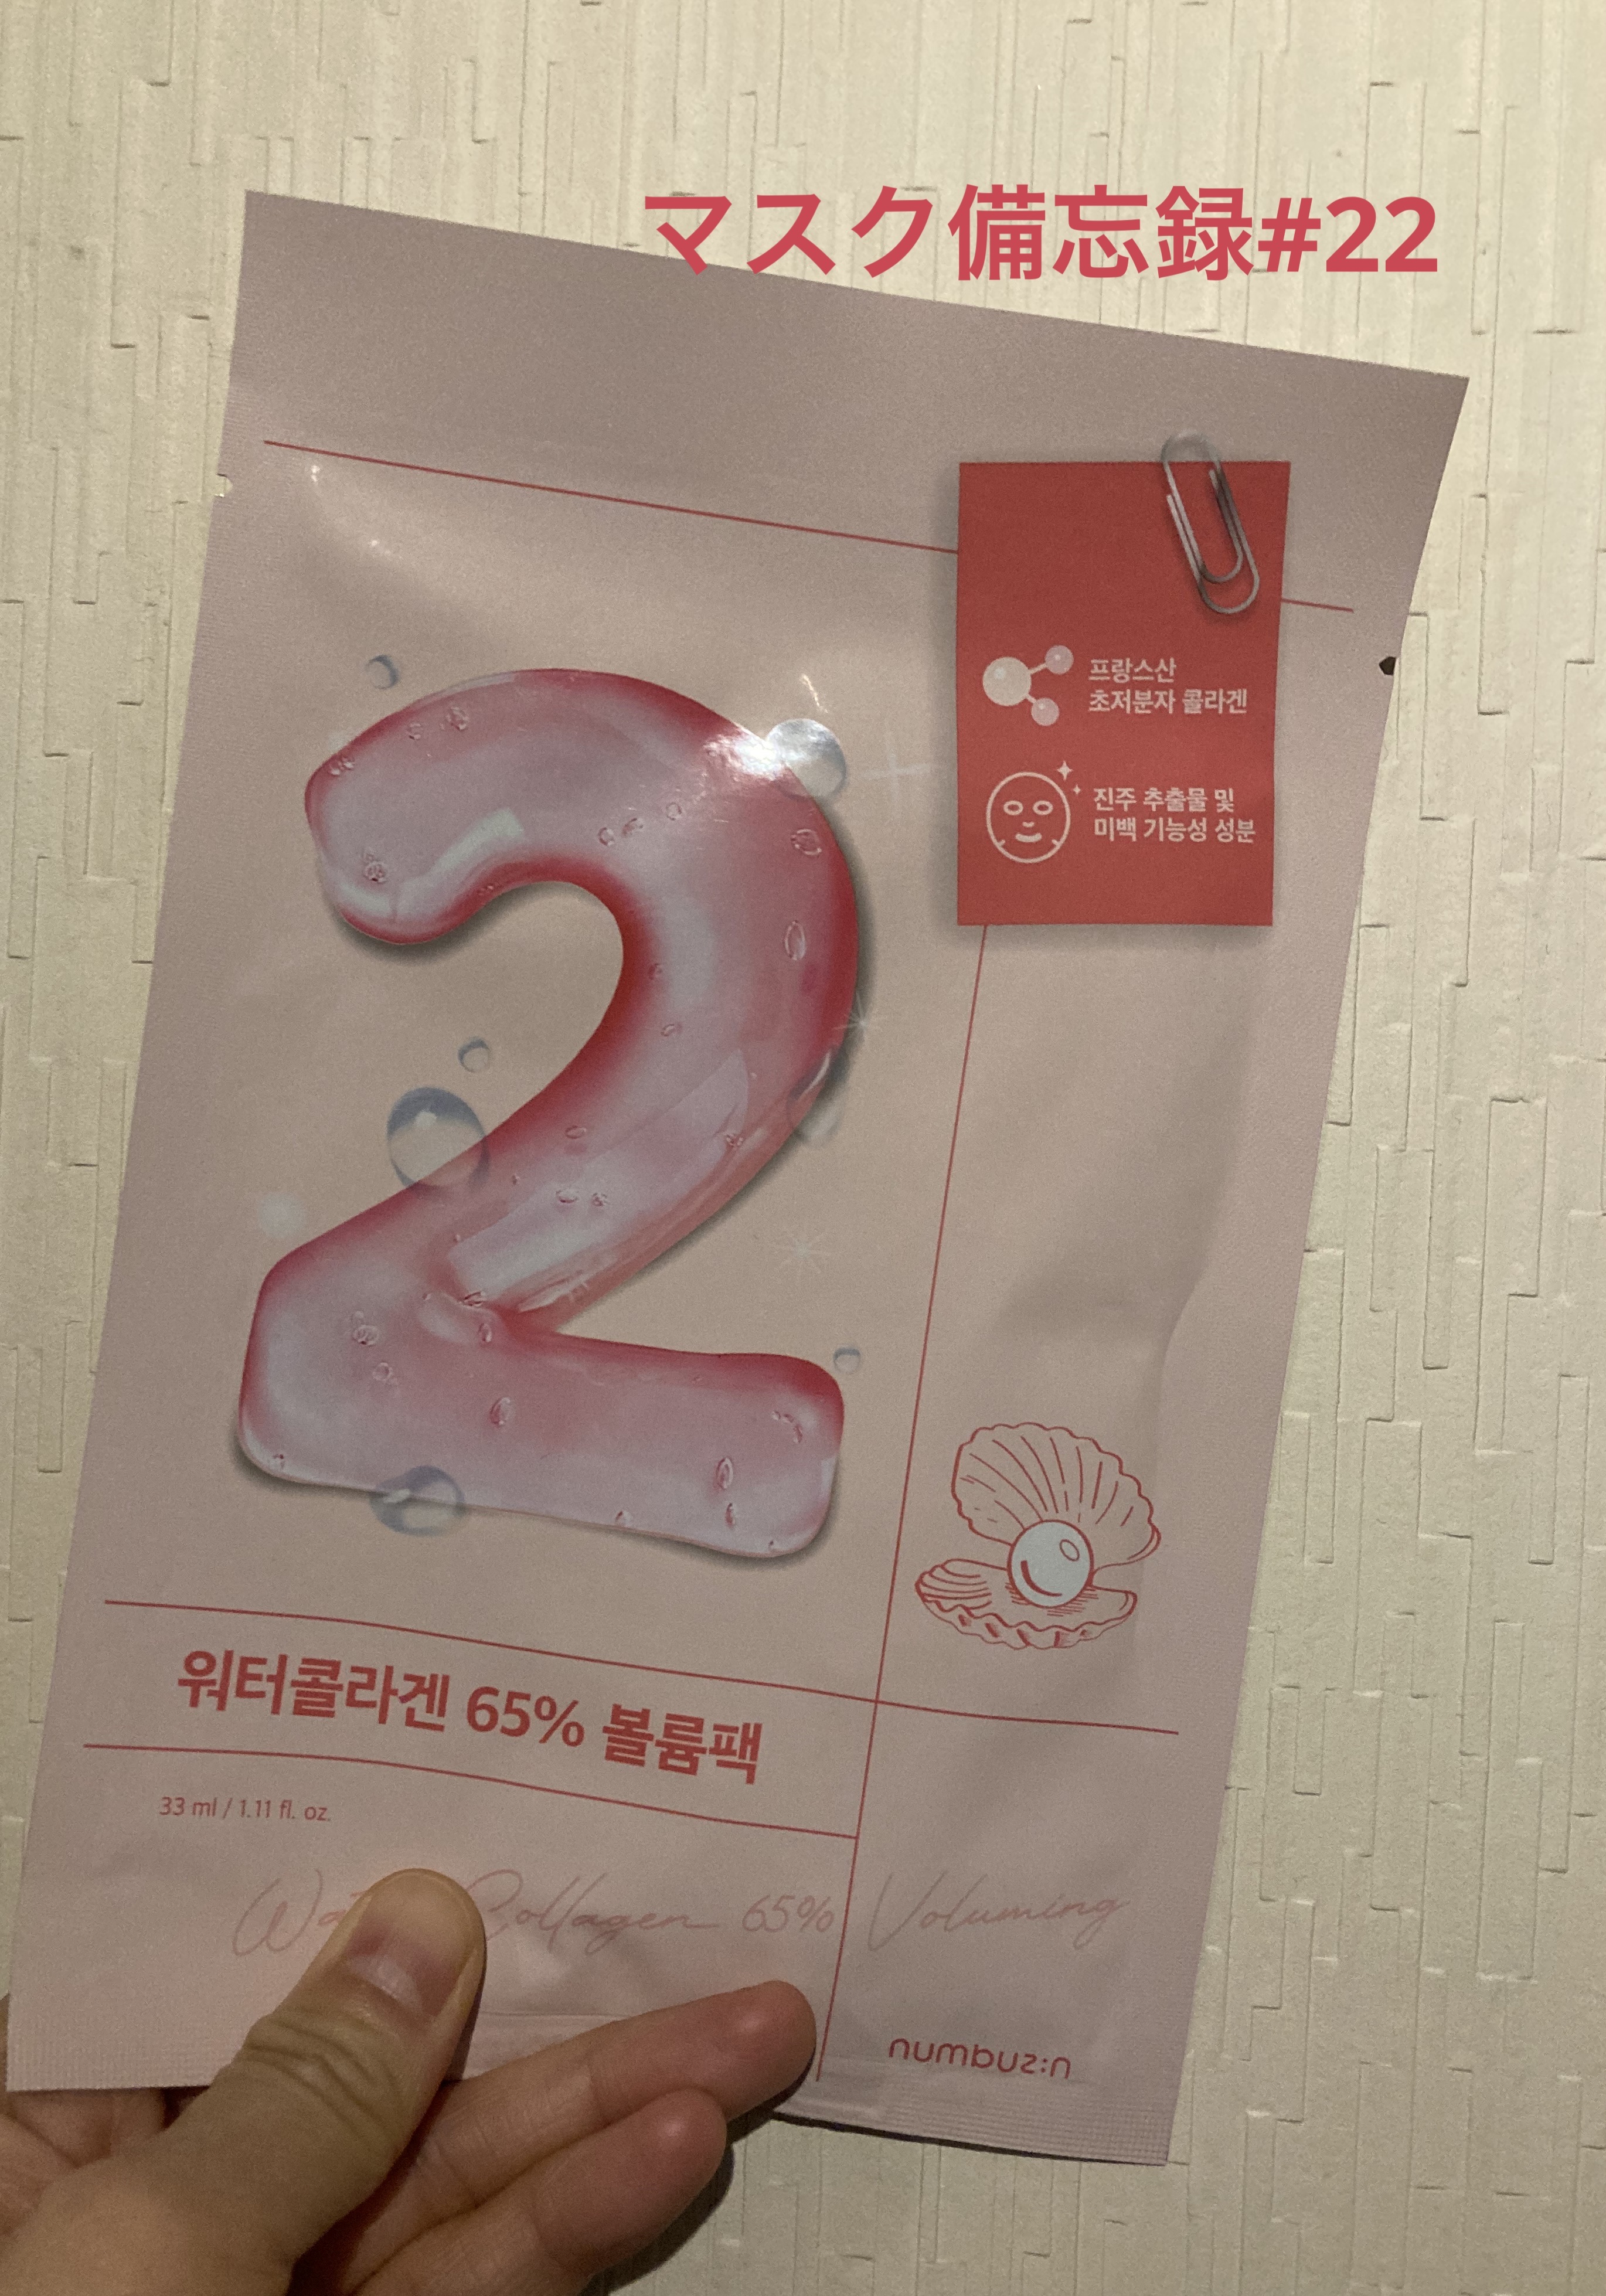 マスク備忘録#22
프랑스산
초저분자 콜라겐
진주 추출물 및
미백 기능성 성분
2
워터콜라겐 65% 볼륨팩
33 ml / 1.11 fl. oz.
Collagen 65% Voluming
numbuz:n